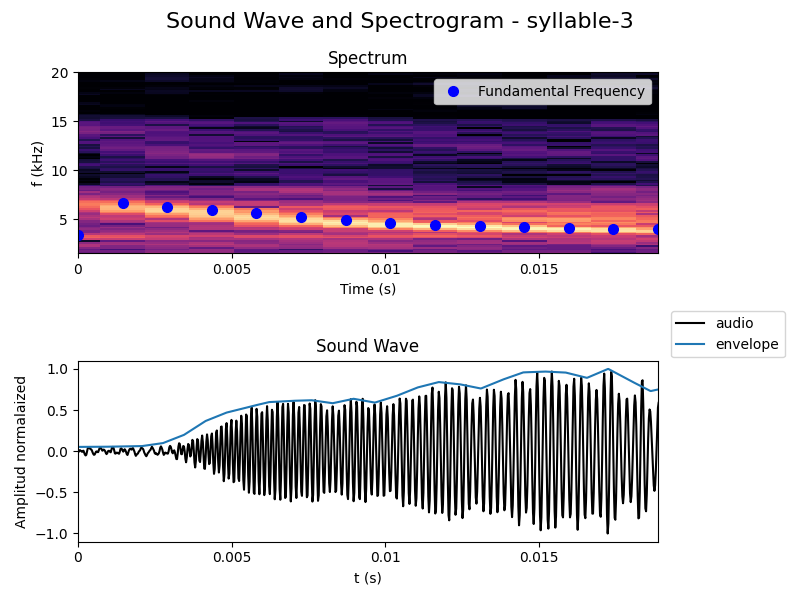 Sound Wave and Spectrogram - syllable-3
Spectrum
Fundamental Frequency
20
15
10
5
f (kHz)
0
0.005
0.01
0.015
Time (s)
audio
envelope
Sound Wave
1.0
0.5
0.0
−0.5
−1.0
Amplitud normalaized
0
0.005
0.01
0.015
t (s)